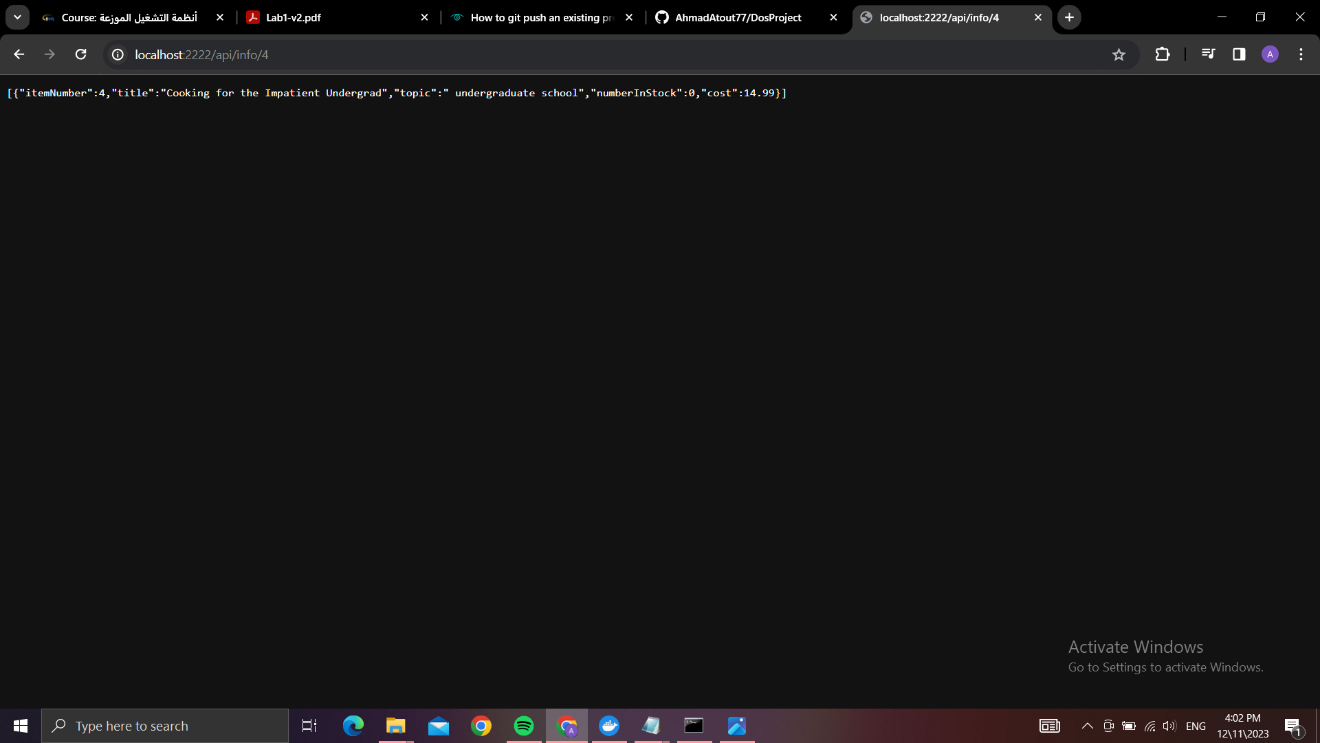 Course: أنظمة التشغيل الموزعة
Lab1-v2.pdf
How to git push an existing pr
AhmadAtout77/DosProject
localhost:2222/api/info/4
localhost:2222/api/info/4
A
[{"itemNumber":4,"title":"Cooking for the Impatient Undergrad","topic":" undergraduate school","numberInStock":0,"cost":14.99}]
Activate Windows
Go to Settings to activate Windows.
Type here to search
A
ENG
4:02 PM
12\11\2023
1